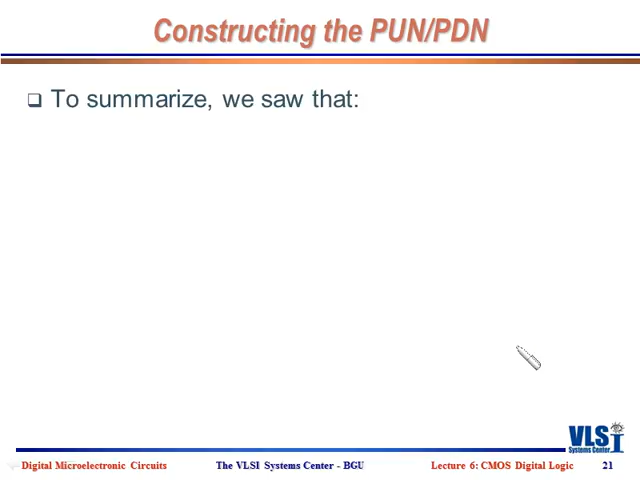 Constructing the PUN/PDN
To summarize, we saw that:
VLSI
Systems Center
Digital Microelectronic Circuits The VLSI Systems Center - BGU Lecture 6: CMOS Digital Logic 21